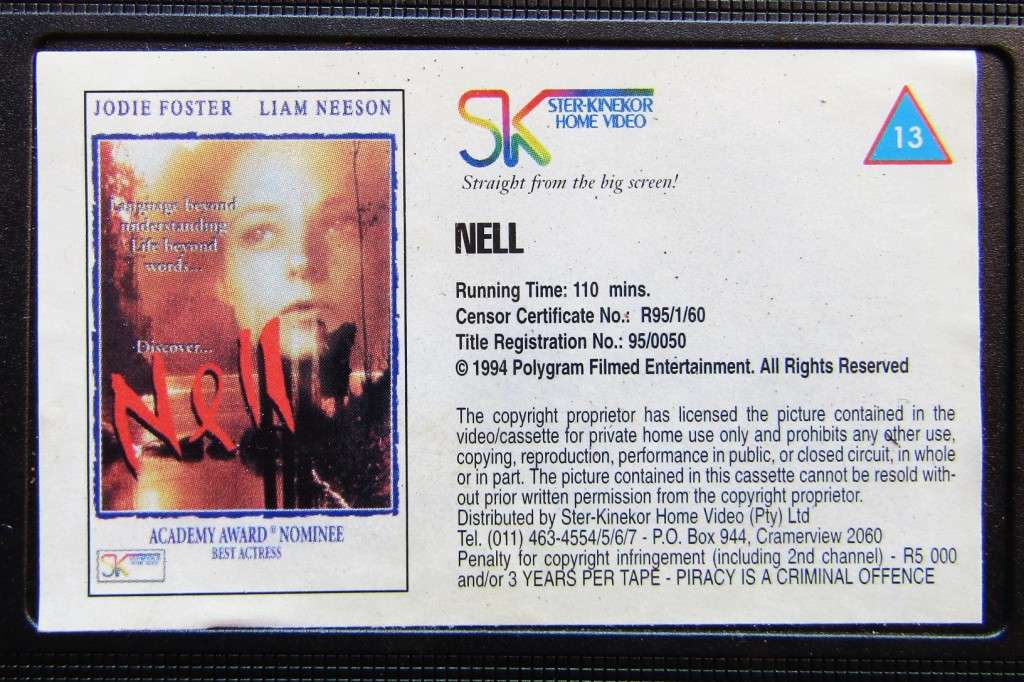 JODIE FOSTER LIAM NEESON
Language beyond
understanding
Life beyond
words...
Discover...
Nell
ACADEMY AWARD® NOMINEE
BEST ACTRESS
SK STER-KINEKOR
HOME VIDEO
SK STER-KINEKOR
HOME VIDEO
Straight from the big screen!
13
NELL
Running Time: 110 mins.
Censor Certificate No.: R95/1/60
Title Registration No.: 95/0050
© 1994 Polygram Filmed Entertainment. All Rights Reserved
The copyright proprietor has licensed the picture contained in the
video/cassette for private home use only and prohibits any other use,
copying, reproduction, performance in public, or closed circuit, in whole
or in part. The picture contained in this cassette cannot be resold with-
out prior written permission from the copyright proprietor.
Distributed by Ster-Kinekor Home Video (Pty) Ltd
Tel. (011) 463-4554/5/6/7 - P.O. Box 944, Cramerview 2060
Penalty for copyright infringement (including 2nd channel) - R5 000
and/or 3 YEARS PER TAPE - PIRACY IS A CRIMINAL OFFENCE